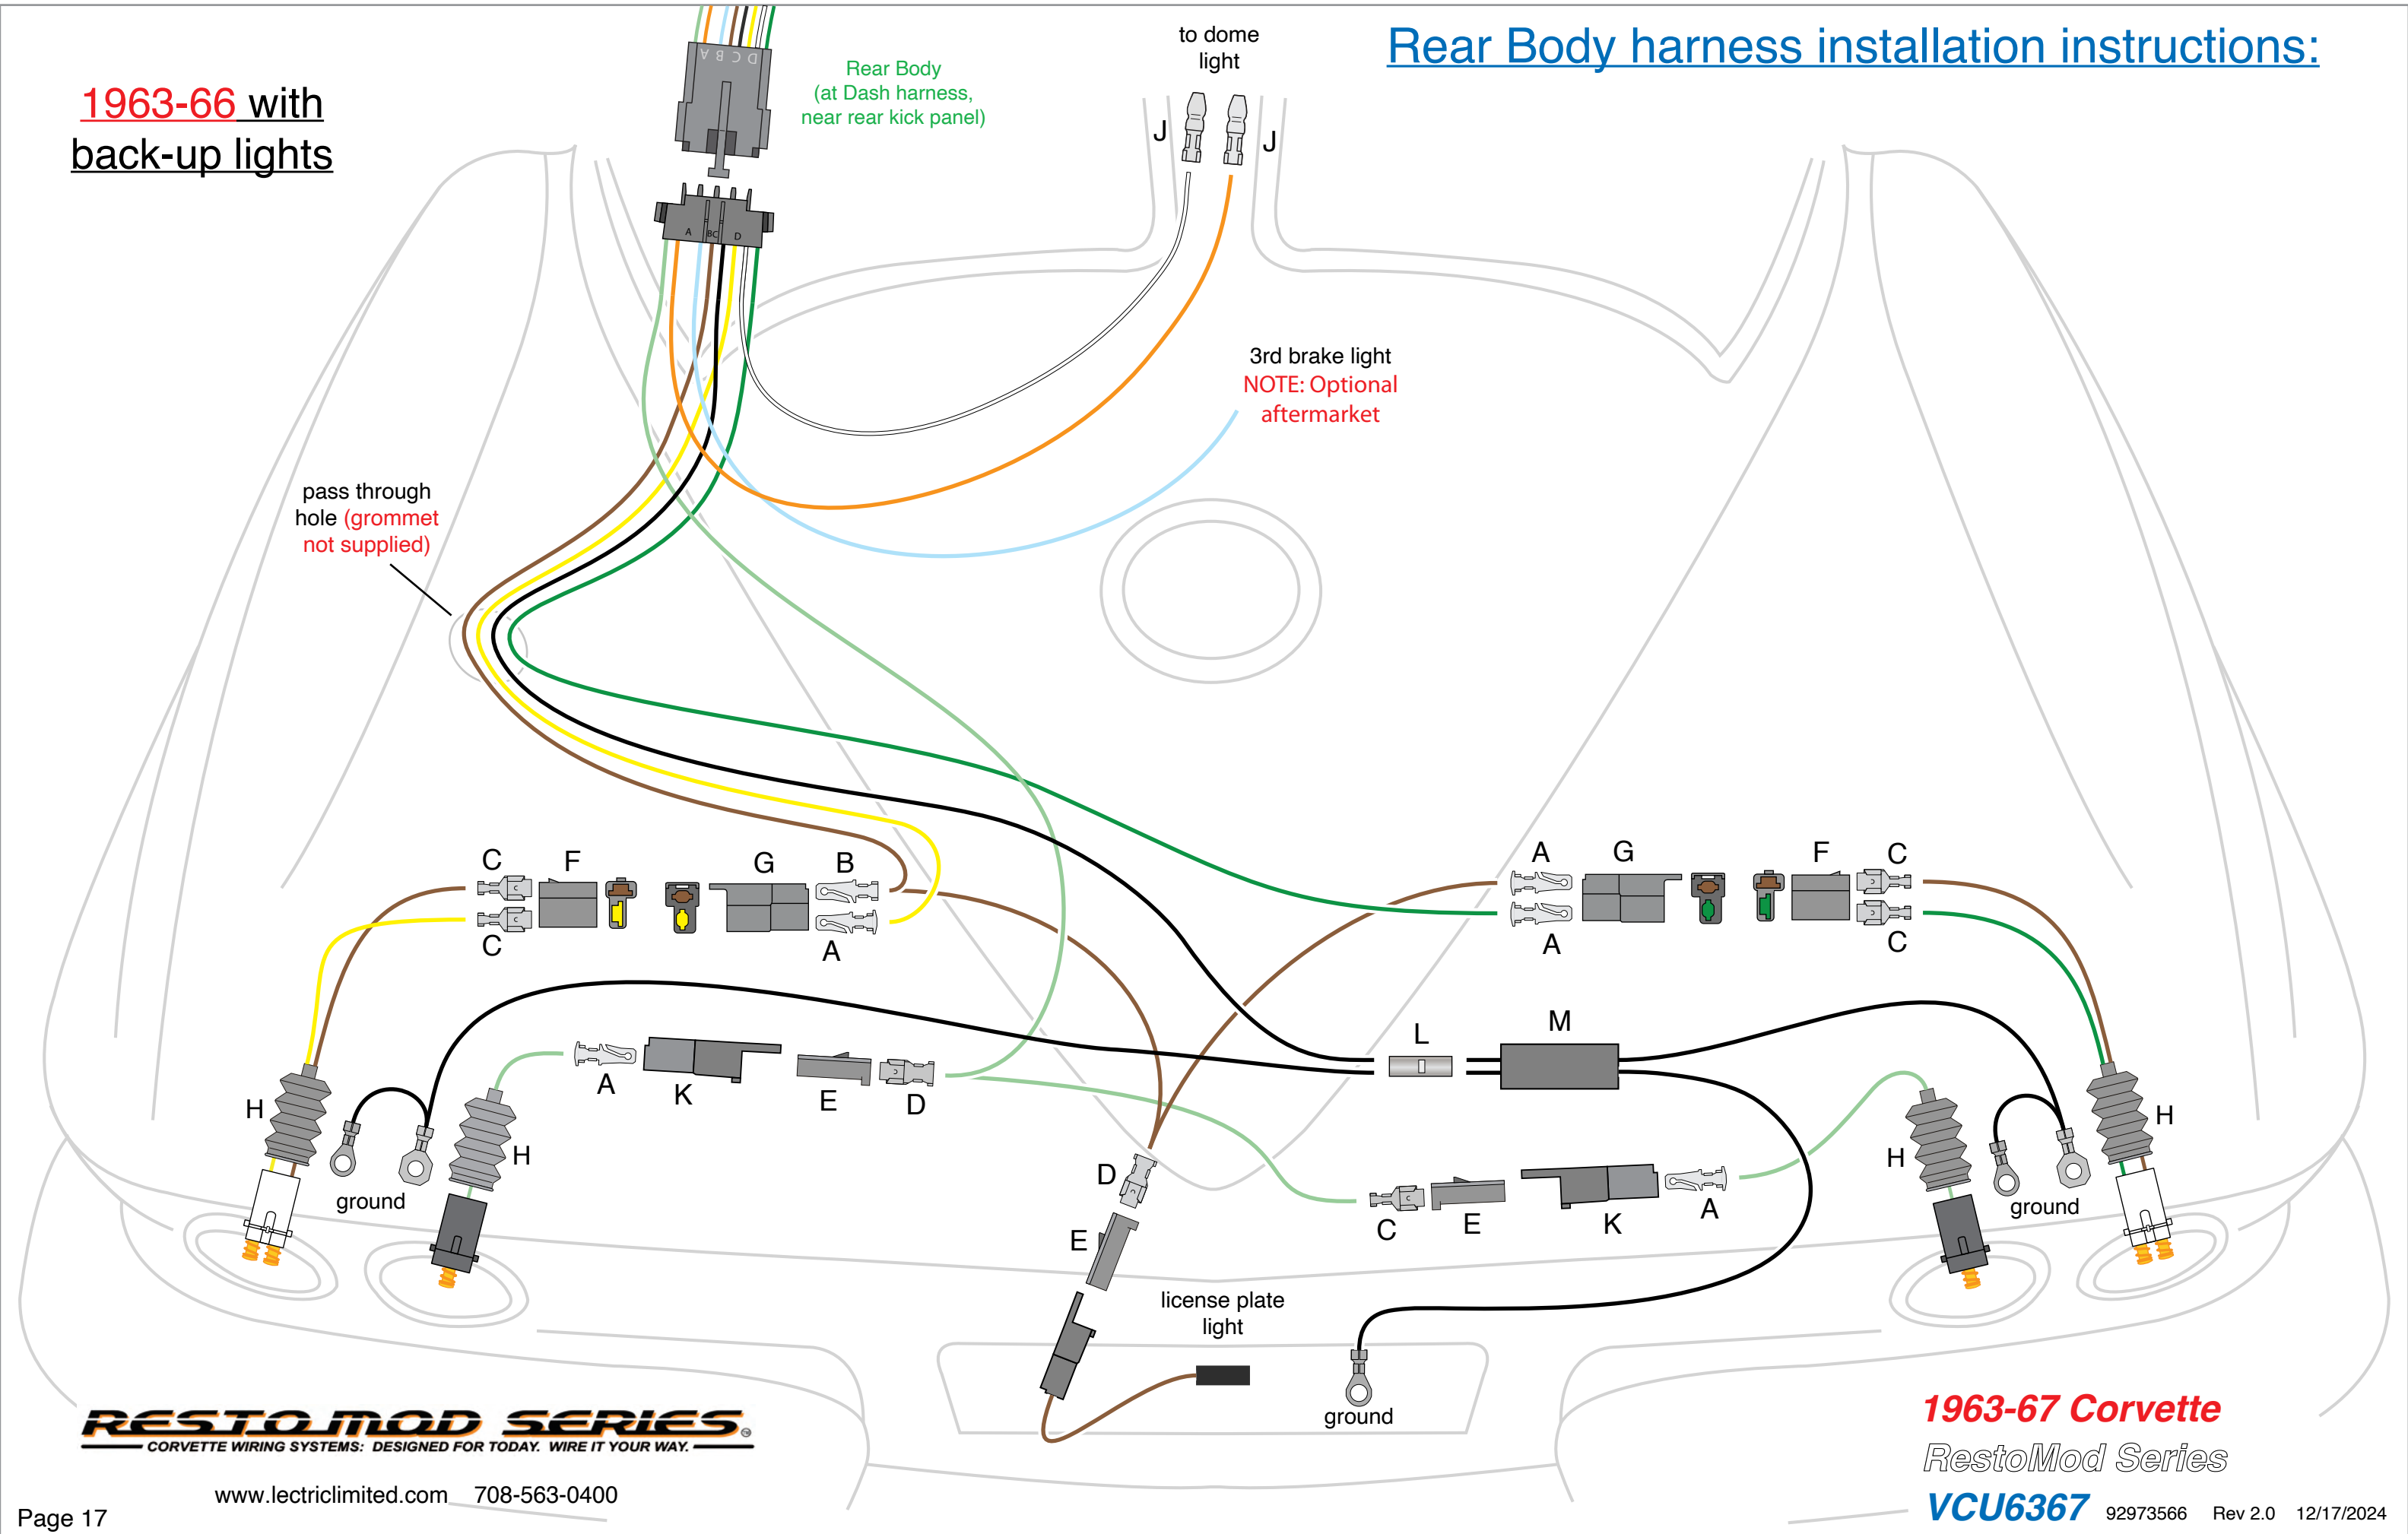 Rear Body harness installation instructions:
1963-66 with
back-up lights
D C B A
Rear Body
(at Dash harness,
near rear kick panel)
to dome
light
J
J
A BC D
3rd brake light
NOTE: Optional
aftermarket
pass through
hole (grommet
not supplied)
C F G B
C A
A G F C
A C
L M
A K E D
H
H
ground
D
E
C E K A
H
H
ground
license plate
light
ground
RESTO MOD SERIES®
CORVETTE WIRING SYSTEMS: DESIGNED FOR TODAY. WIRE IT YOUR WAY.
www.lectriclimited.com 708-563-0400
Page 17
1963-67 Corvette
RestoMod Series
VCU6367 92973566 Rev 2.0 12/17/2024